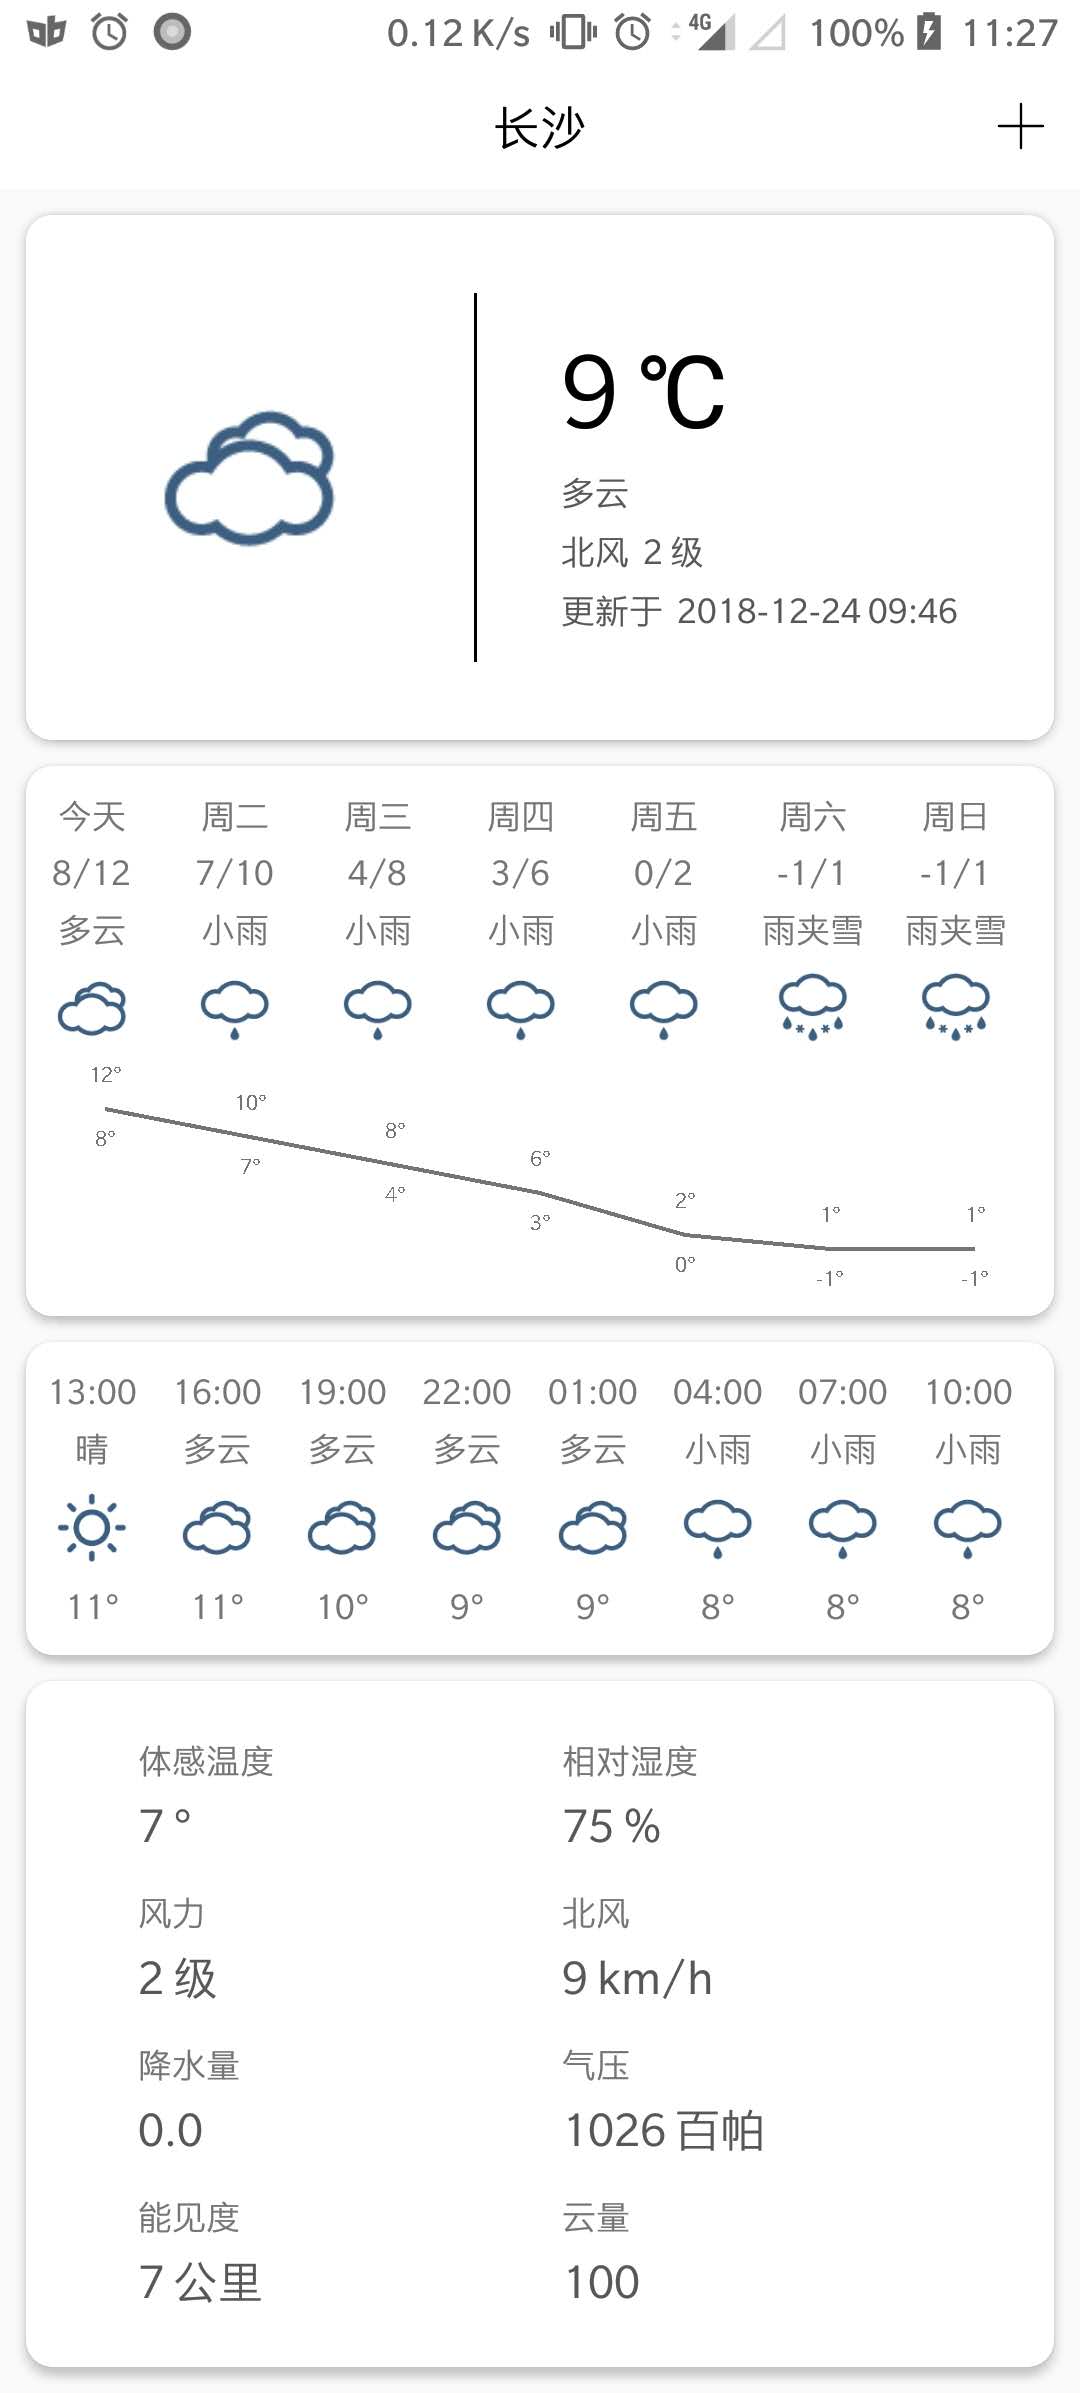 0.12 K/s 4G 100% 11:27
长沙
9 ℃
多云
北风 2 级
更新于 2018-12-24 09:46
今天 周二 周三 周四 周五 周六 周日
8/12 7/10 4/8 3/6 0/2 -1/1 -1/1
多云 小雨 小雨 小雨 小雨 雨夹雪 雨夹雪
12° 10° 8° 6° 2° 1° 1°
8° 7° 4° 3° 0° -1° -1°
13:00 16:00 19:00 22:00 01:00 04:00 07:00 10:00
晴 多云 多云 多云 多云 小雨 小雨 小雨
11° 11° 10° 9° 9° 8° 8° 8°
体感温度 相对湿度
7 ° 75 %
风力 北风
2 级 9 km/h
降水量 气压
0.0 1026 百帕
能见度 云量
7 公里 100